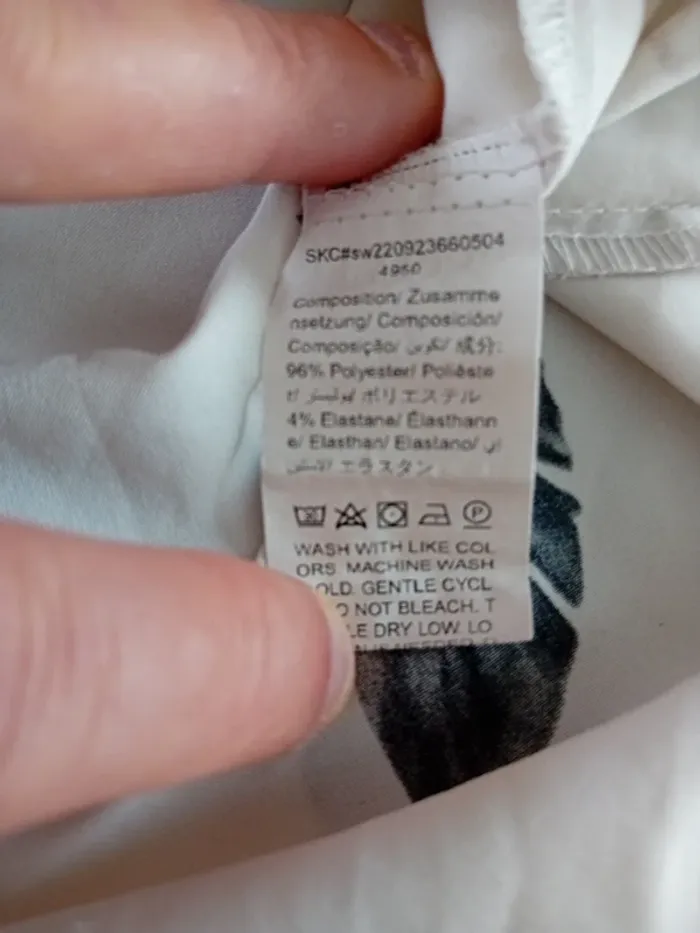 SKC#sw220923660504
4950
Composition/ Zusamme
nsetzung/ Composición/
Composição/ تكوين/ 成分:
96% Polyester/ Poliéste
r/ بوليستر/ ポリエステル
4% Elastane/ Élasthann
e/ Elasthan/ Elastano/
エラスタン
P
WASH WITH LIKE COL
ORS. MACHINE WASH
OLD. GENTLE CYCL
O NOT BLEACH. T
LE DRY LOW. LO